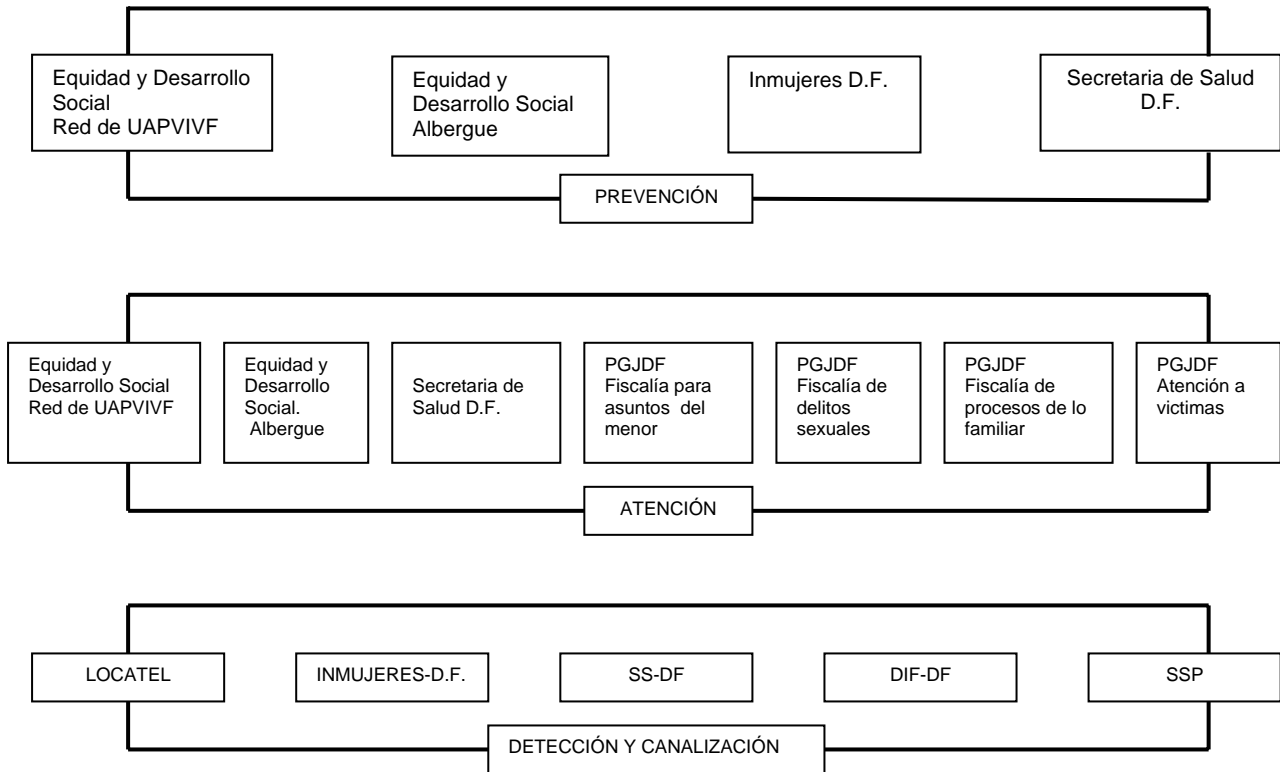 Equidad y Desarrollo
Social
Red de UAPVIVF
Equidad y
Desarrollo Social
Albergue
Inmujeres D.F.
Secretaria de Salud
D.F.
PREVENCIÓN
Equidad y
Desarrollo Social
Red de UAPVIVF
Equidad y
Desarrollo
Social.
Albergue
Secretaria de
Salud D.F.
PGJDF
Fiscalía para
asuntos del
menor
PGJDF
Fiscalía de
delitos
sexuales
PGJDF
Fiscalía de
procesos de lo
familiar
PGJDF
Atención a
victimas
ATENCIÓN
LOCATEL
INMUJERES-D.F.
SS-DF
DIF-DF
SSP
DETECCIÓN Y CANALIZACIÓN